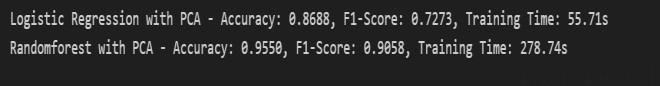 Logistic Regression with PCA - Accuracy: 0.8688, F1-Score: 0.7273, Training Time: 55.71s
Randomforest with PCA - Accuracy: 0.9550, F1-Score: 0.9058, Training Time: 278.74s